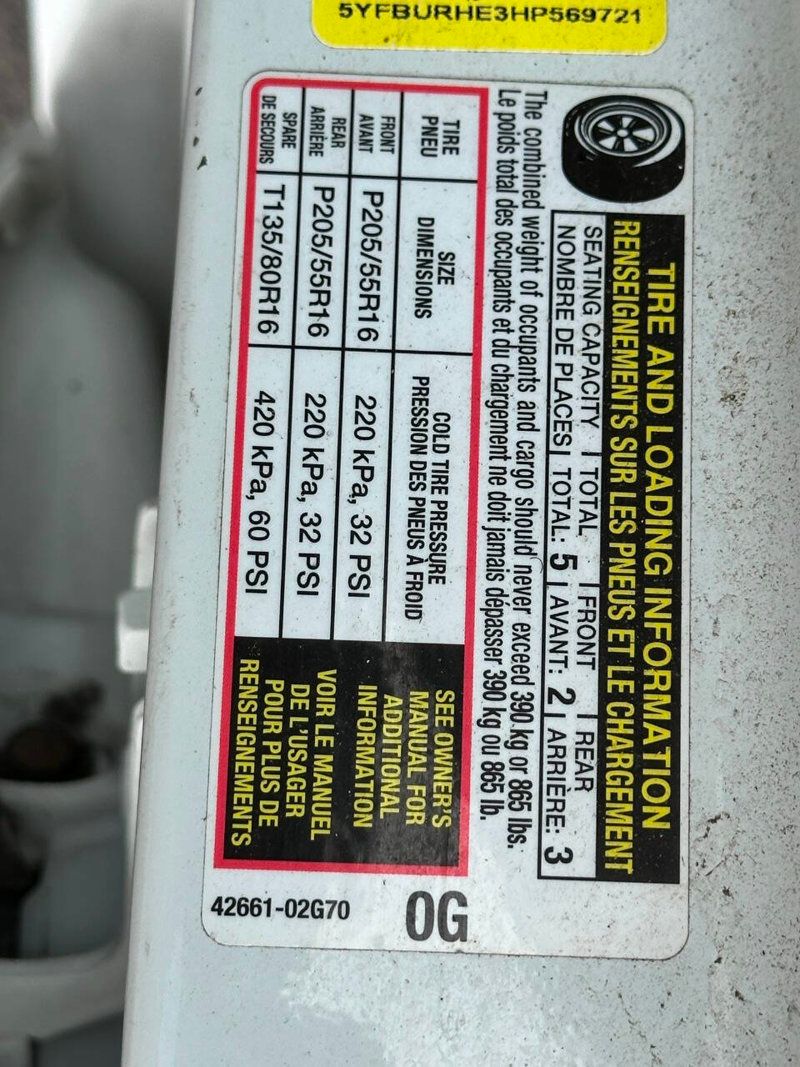 5YFBURHE3HP569721
TIRE AND LOADING INFORMATION
RENSEIGNEMENTS SUR LES PNEUS ET LE CHARGEMENT
SEATING CAPACITY | TOTAL | FRONT | REAR
NOMBRE DE PLACES | TOTAL: 5 | AVANT: 2 | ARRIÈRE: 3
The combined weight of occupants and cargo should never exceed 390 kg or 865 lbs.
Le poids total des occupants et du chargement ne doit jamais dépasser 390 kg ou 865 lb.
TIRE SIZE COLD TIRE PRESSURE
PNEU DIMENSIONS PRESSION DES PNEUS À FROID
FRONT
AVANT P205/55R16 220 kPa, 32 PSI
REAR
ARRIÈRE P205/55R16 220 kPa, 32 PSI
SPARE
DE SECOURS T135/80R16 420 kPa, 60 PSI
SEE OWNER'S
MANUAL FOR
ADDITIONAL
INFORMATION
VOIR LE MANUEL
DE L'USAGER
POUR PLUS DE
RENSEIGNEMENTS
0G
42661-02G70